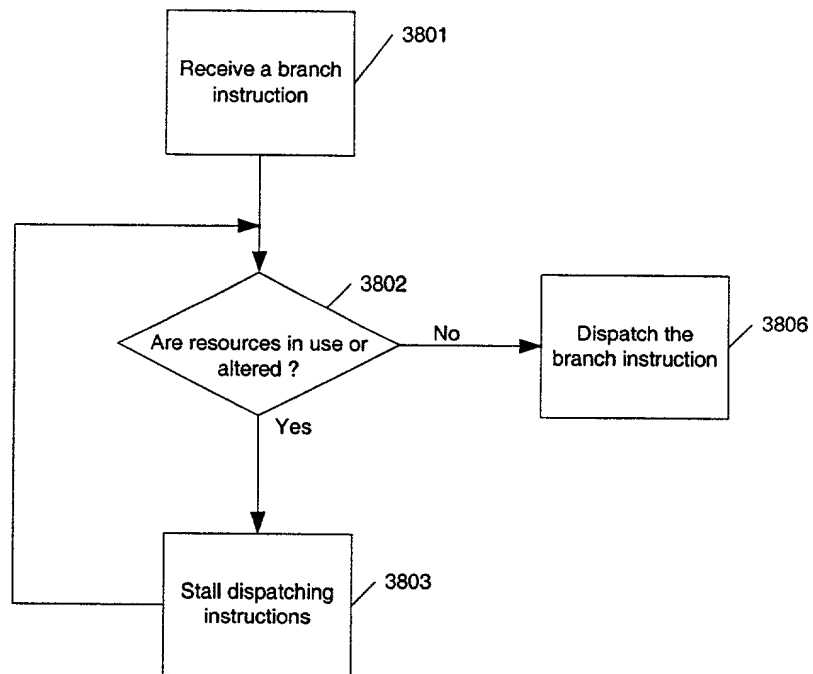 3801
Receive a branch
instruction
3802
Are resources in use or
altered ?
No
Dispatch the
branch instruction
3806
Yes
Stall dispatching
instructions
3803